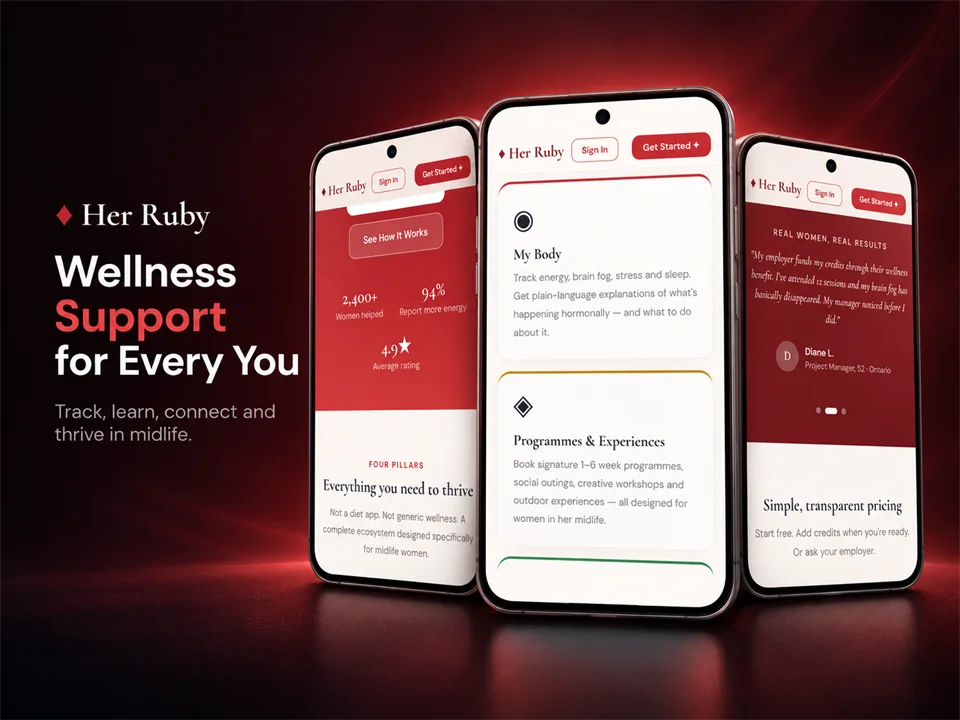 Her Ruby
Wellness
Support
for Every You
Track, learn, connect and
thrive in midlife.
Her Ruby
Sign In
Get Started +
See How It Works
2,400+
Women helped
94%
Report more energy
4.9★
Average rating
FOUR PILLARS
Everything you need to thrive
Not a diet app. Not generic wellness. A
complete ecosystem designed specifically
for midlife women.
Her Ruby
Sign In
Get Started +
My Body
Track energy, brain fog, stress and sleep.
Get plain-language explanations of what's
happening hormonally — and what to do
about it.
Programmes & Experiences
Book signature 1–6 week programmes,
social outings, creative workshops and
outdoor experiences — all designed for
women in her midlife.
Her Ruby
Sign In
Get Started +
REAL WOMEN, REAL RESULTS
"My employer funds my credits through their wellness
benefit. I've attended 12 sessions and my brain fog has
basically disappeared. My manager noticed before I
did."
D
Diane L.
Project Manager, 52 · Ontario
Simple, transparent pricing
Start free. Add credits when you're ready.
Or ask your employer.